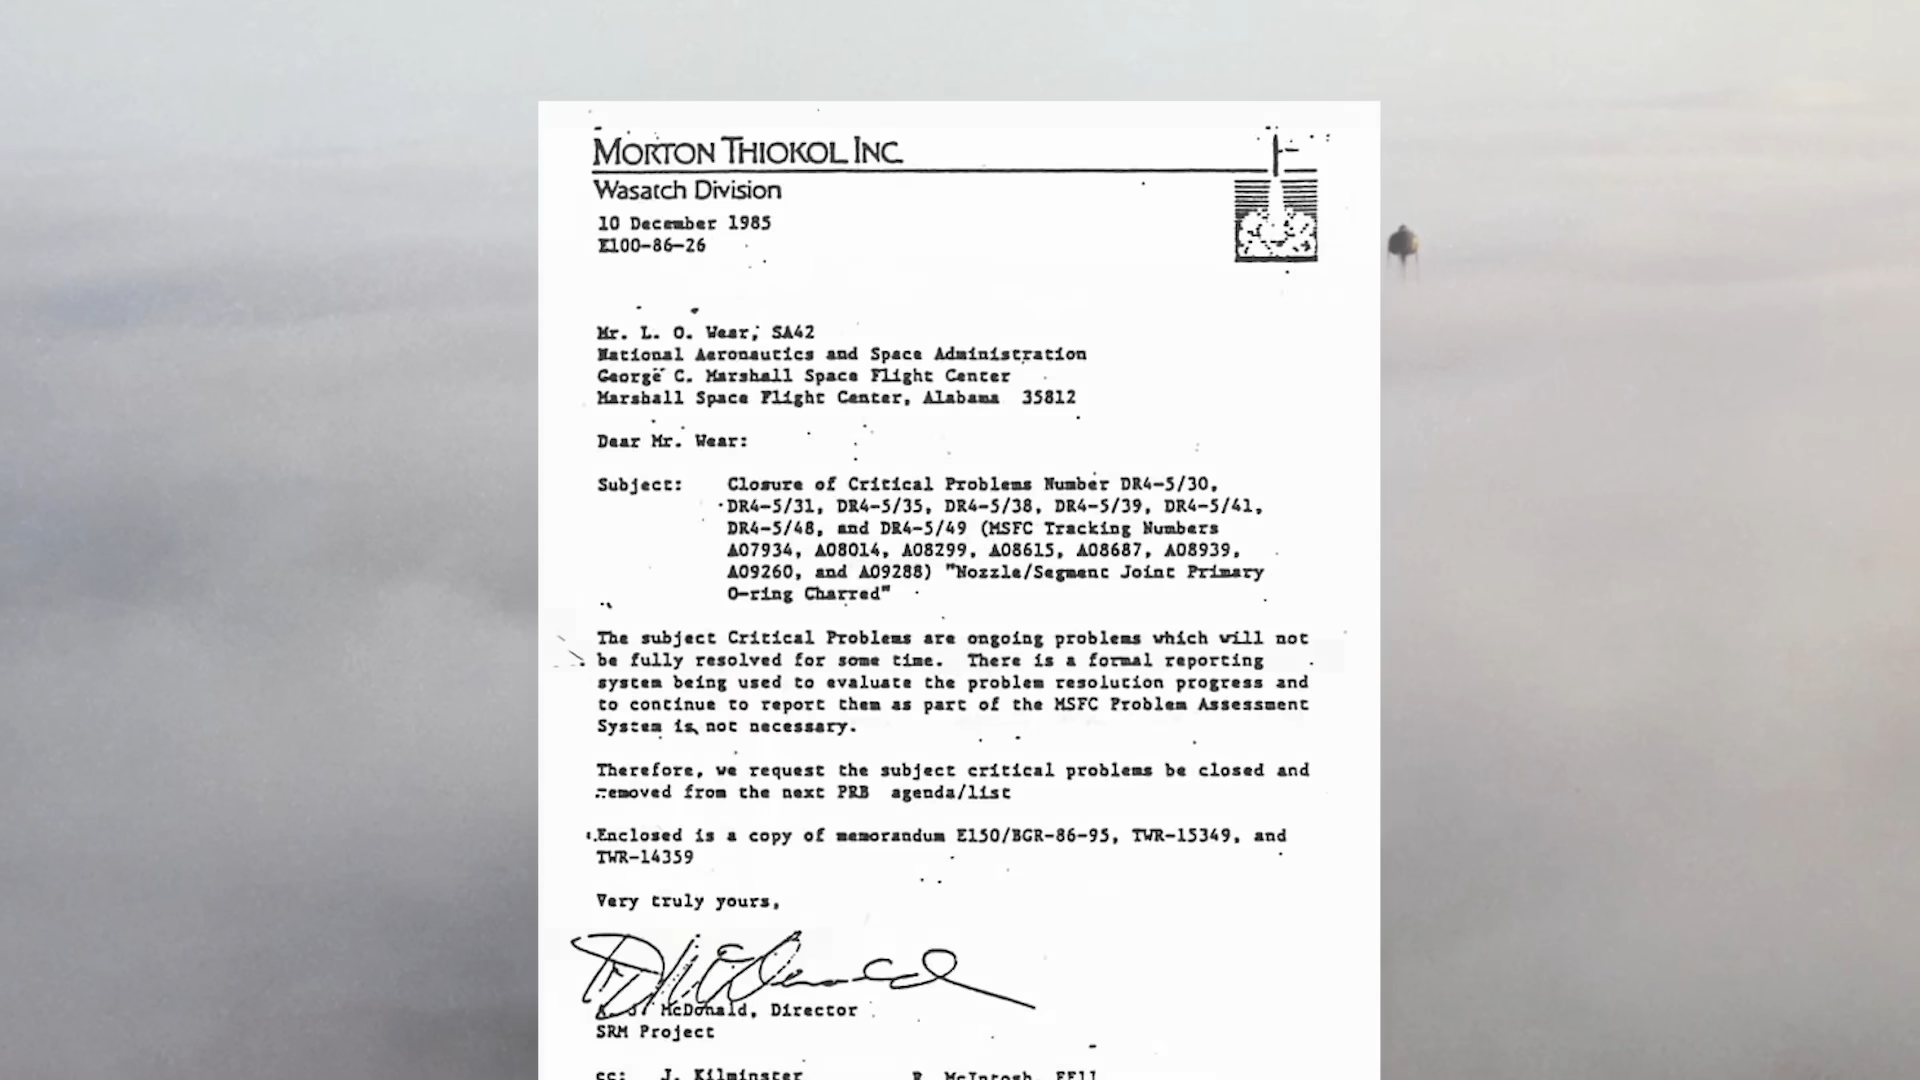 MORTON THIOKOL INC.
Wasatch Division
10 December 1985
E100-86-26
Mr. L. O. Wear, SA42
National Aeronautics and Space Administration
George C. Marshall Space Flight Center
Marshall Space Flight Center, Alabama 35812
Dear Mr. Wear:
Subject: Closure of Critical Problems Number DR4-5/30,
DR4-5/31, DR4-5/35, DR4-5/38, DR4-5/39, DR4-5/41,
DR4-5/48, and DR4-5/49 (MSFC Tracking Numbers
A07934, A08014, A08299, A08615, A08687, A08939,
A09260, and A09288) "Nozzle/Segment Joint Primary
O-ring Charred"
The subject Critical Problems are ongoing problems which will not
be fully resolved for some time. There is a formal reporting
system being used to evaluate the problem resolution progress and
to continue to report them as part of the MSFC Problem Assessment
System is not necessary.
Therefore, we request the subject critical problems be closed and
removed from the next PRB agenda/list
Enclosed is a copy of memorandum E150/BGR-86-95, TWR-15349, and
TWR-14359
Very truly yours,
McDonald, Director
SRM Project
cc: J. Kilminster R. McIntosh, EE11